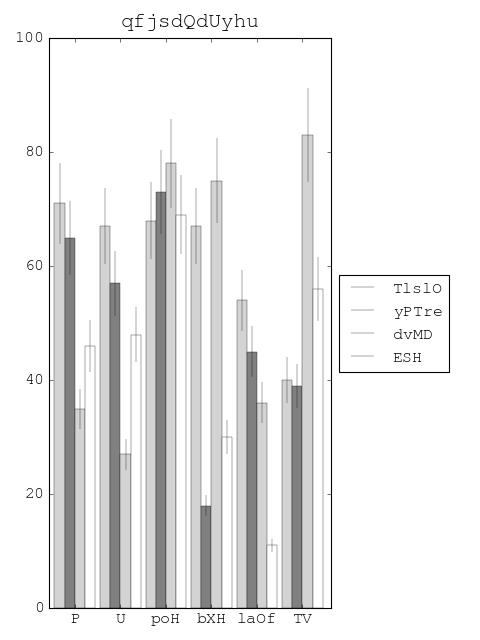 qfjsdQdUyhu
100
80
60
40
20
0
P U poH bXH laOf TV
TlslO
yPTre
dvMD
ESH